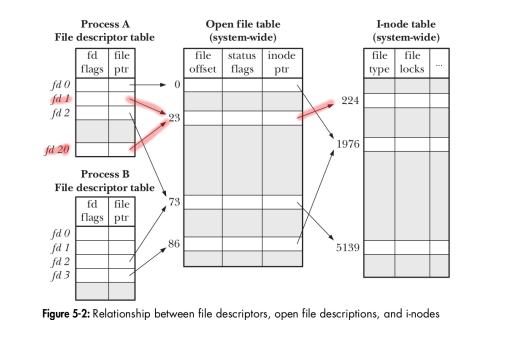 Process A
File descriptor table
fd flags
file ptr
fd 0
fd 1
fd 2
fd 20
Process B
File descriptor table
fd flags
file ptr
fd 0
fd 1
fd 2
fd 3
Open file table
(system-wide)
file offset
status flags
inode ptr
0
23
73
86
I-node table
(system-wide)
file type
file locks
...
224
1976
5139
Figure 5-2: Relationship between file descriptors, open file descriptions, and i-nodes